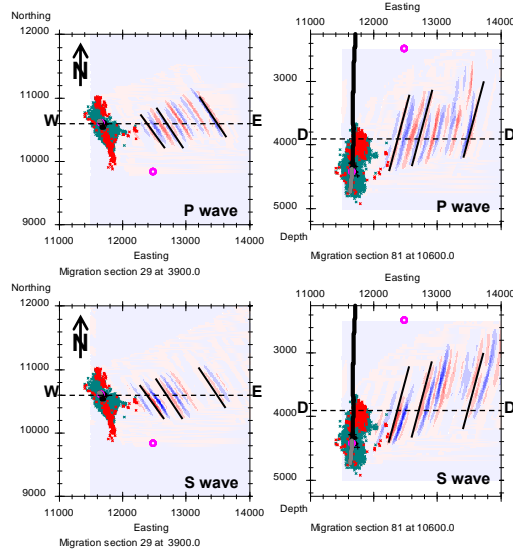 Northing
12000
11000
10000
9000
N
W
E
P wave
11000 12000 13000 14000
Easting
Migration section 29 at 3900.0
Easting
11000 12000 13000 14000
3000
4000
5000
D
D
P wave
Depth
Migration section 81 at 10600.0
Northing
12000
11000
10000
9000
N
W
E
S wave
11000 12000 13000 14000
Easting
Migration section 29 at 3900.0
Easting
11000 12000 13000 14000
3000
4000
5000
D
D
S wave
Depth
Migration section 81 at 10600.0